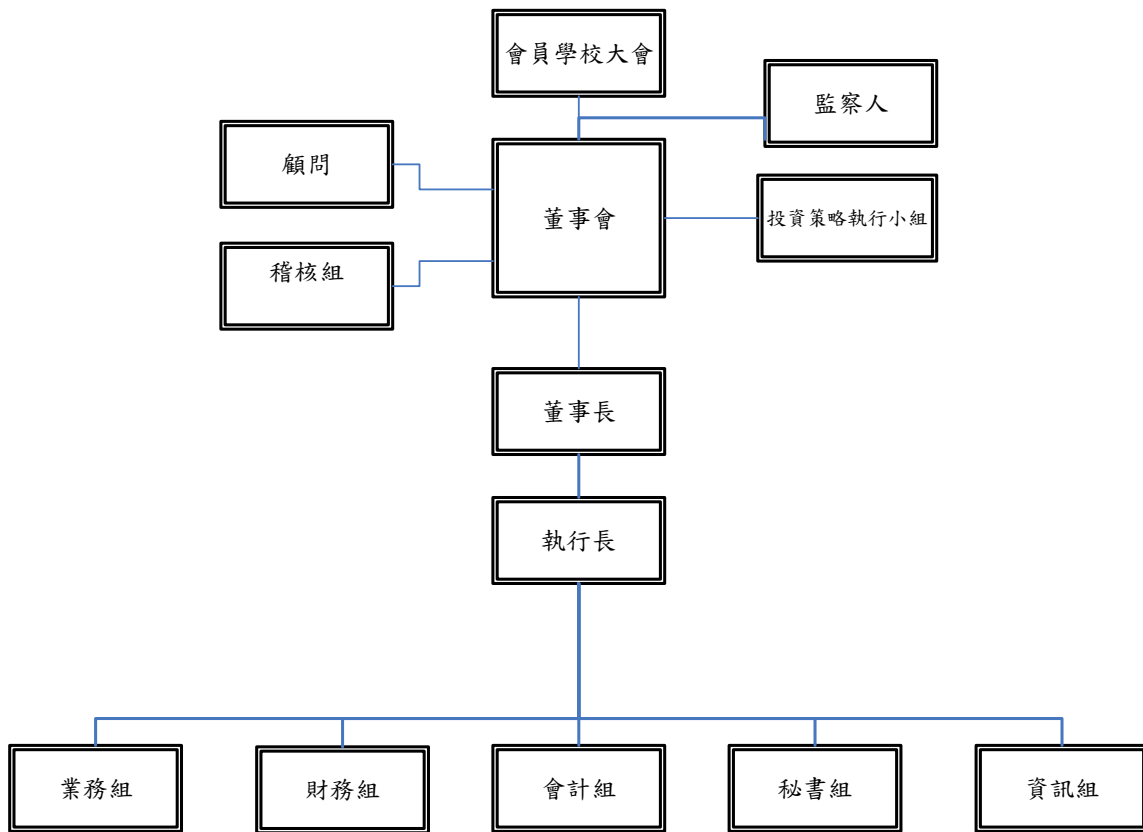 會員學校大會
監察人
顧問
董事會
投資策略執行小組
稽核組
董事長
執行長
業務組
財務組
會計組
秘書組
資訊組